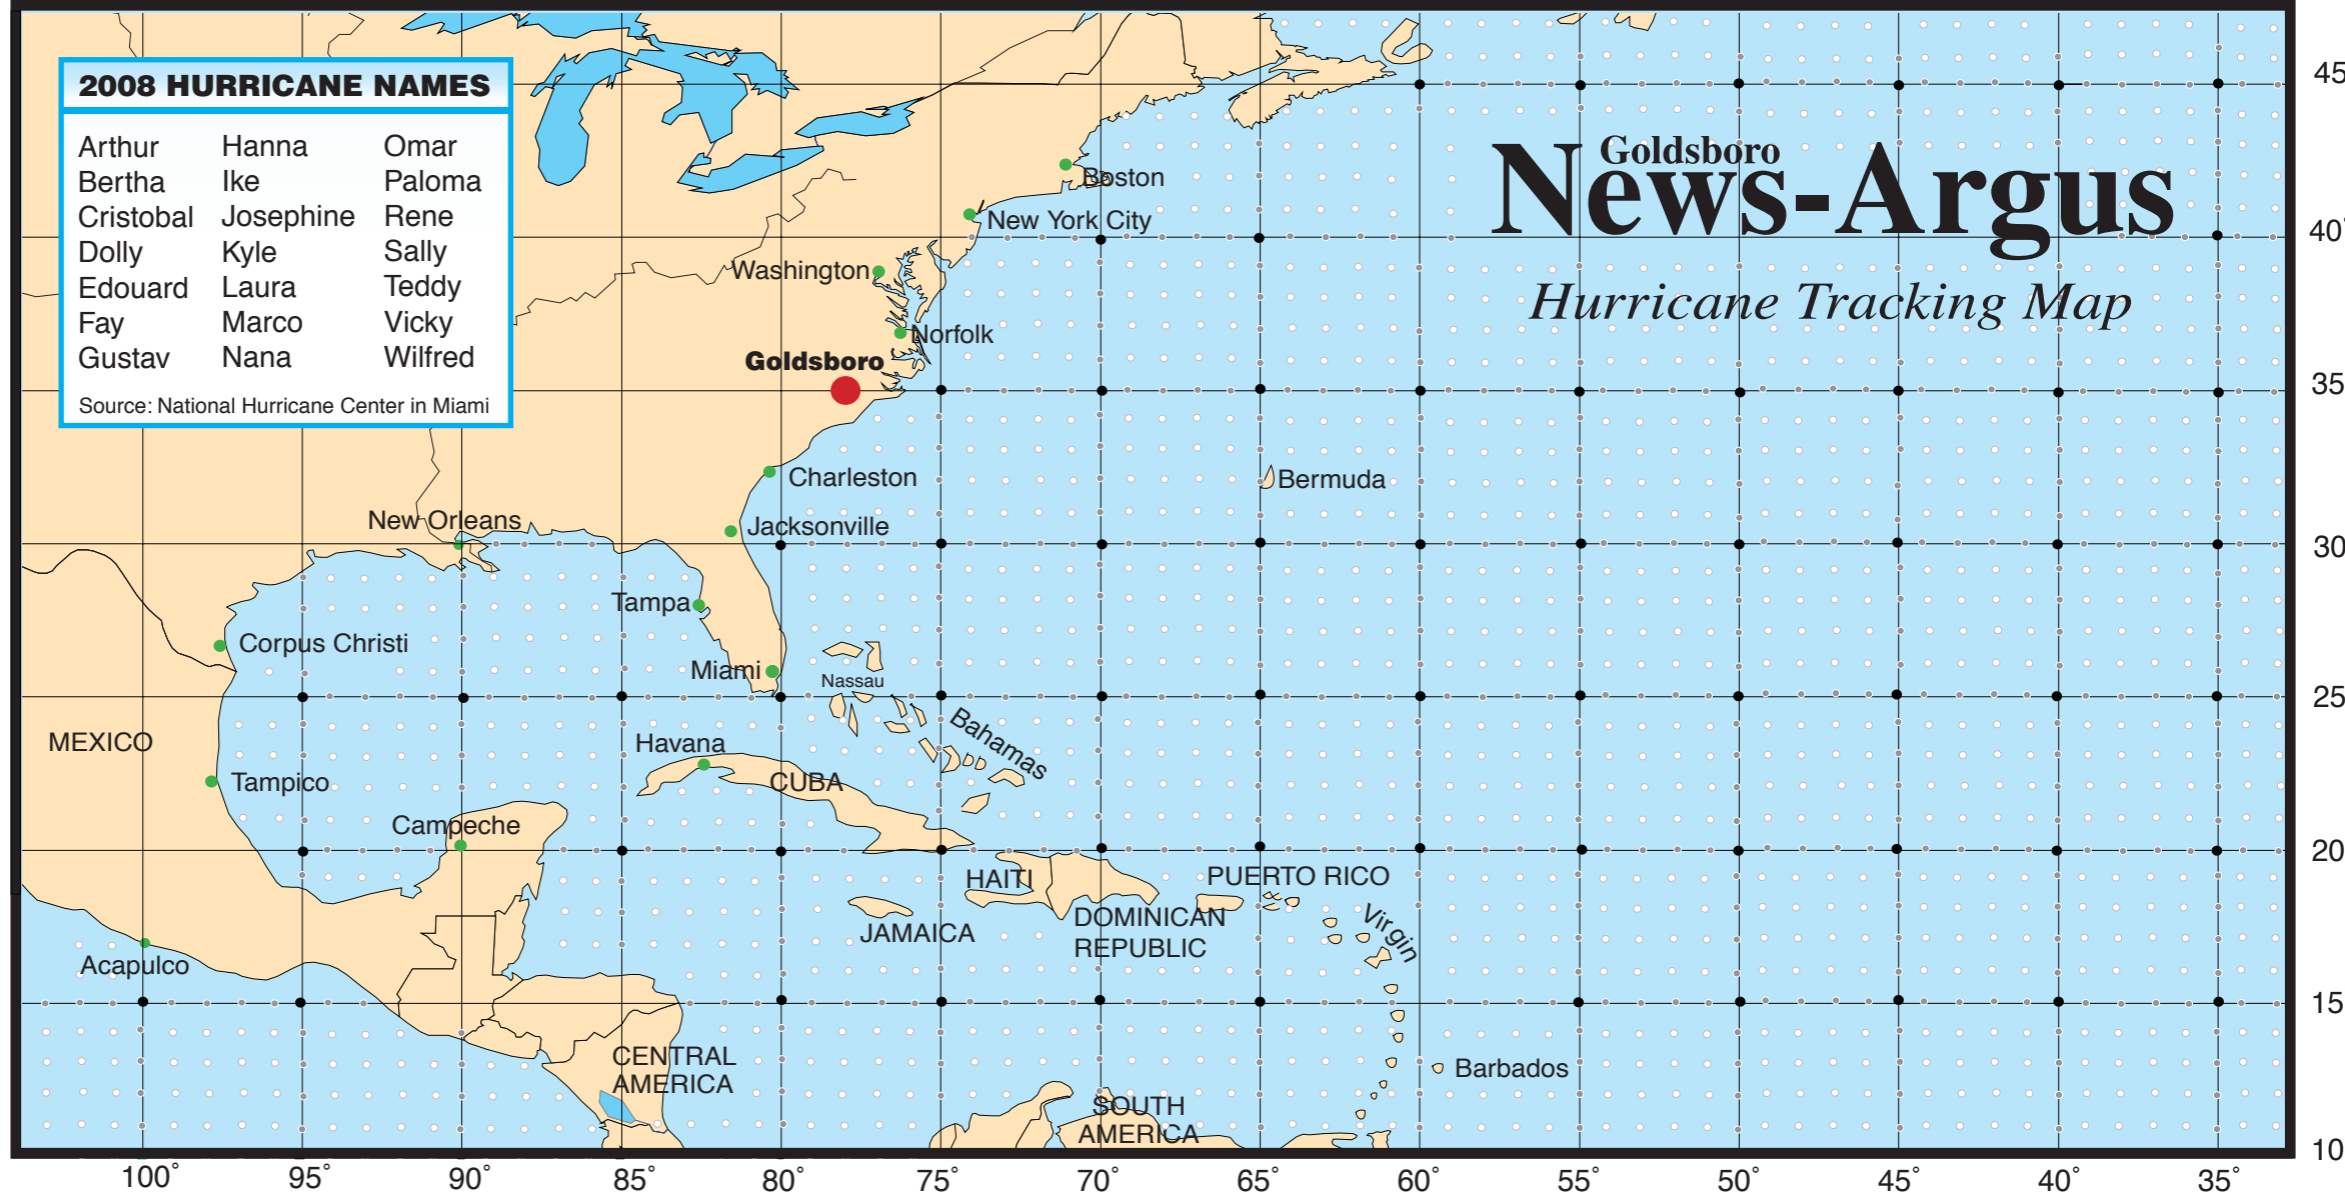 2008 HURRICANE NAMES
Arthur Hanna Omar
Bertha Ike Paloma
Cristobal Josephine Rene
Dolly Kyle Sally
Edouard Laura Teddy
Fay Marco Vicky
Gustav Nana Wilfred
Source: National Hurricane Center in Miami
Goldsboro
News-Argus
Hurricane Tracking Map
Boston
New York City
Washington
Norfolk
Goldsboro
Charleston
Bermuda
New Orleans
Jacksonville
Tampa
Corpus Christi
Miami
Nassau
Bahamas
MEXICO
Havana
Tampico
CUBA
Campeche
HAITI
PUERTO RICO
DOMINICAN
REPUBLIC
JAMAICA
Virgin
Acapulco
CENTRAL
AMERICA
Barbados
SOUTH
AMERICA
45
40°
35
30
25
20
15
10
100° 95° 90° 85° 80° 75° 70° 65° 60° 55° 50° 45° 40° 35°